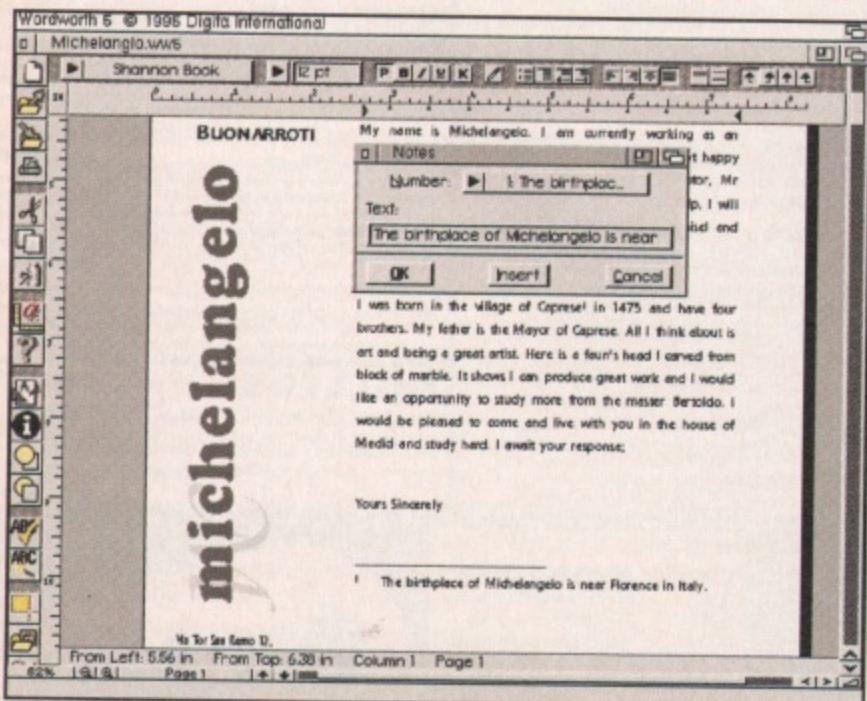 Wordworth 5 © 1995 Digita International
Michelangelo.ww5
Shannon Book
12 pt
P B I U K
BUONARROTI
michelangelo
My name is Michelangelo. I am currently working as an
happy
Mr
I will
and
Notes
Number: 1: The birthplac...
Text:
The birthplace of Michelangelo is near
OK Insert Cancel
I was born in the village of Caprese¹ in 1475 and have four
brothers. My father is the Mayor of Caprese. All I think about is
art and being a great artist. Here is a faun's head I carved from
block of marble. It shows I can produce great work and I would
like an opportunity to study more from the master Bertoldo. I
would be pleased to come and live with you in the house of
Medici and study hard. I await your response;
Yours Sincerely
¹ The birthplace of Michelangelo is near Florence in Italy.
From Left: 5.56 in From Top: 6.38 in Column 1 Page 1
62% Page 1